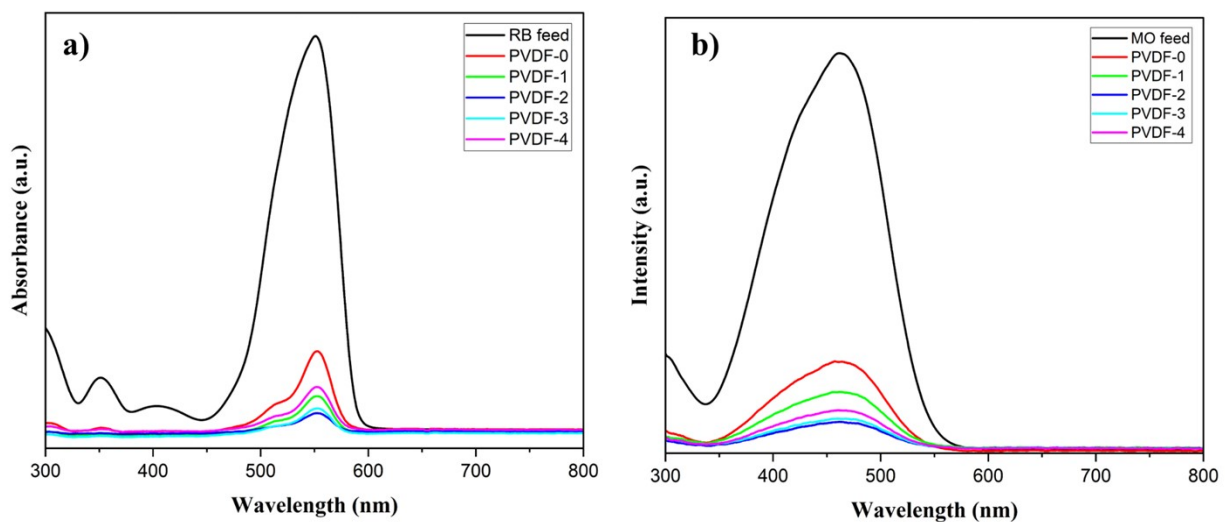 a)
RB feed
PVDF-0
PVDF-1
PVDF-2
PVDF-3
PVDF-4
Absorbance (a.u.)
300 400 500 600 700 800
Wavelength (nm)
b)
MO feed
PVDF-0
PVDF-1
PVDF-2
PVDF-3
PVDF-4
Intensity (a.u.)
300 400 500 600 700 800
Wavelength (nm)